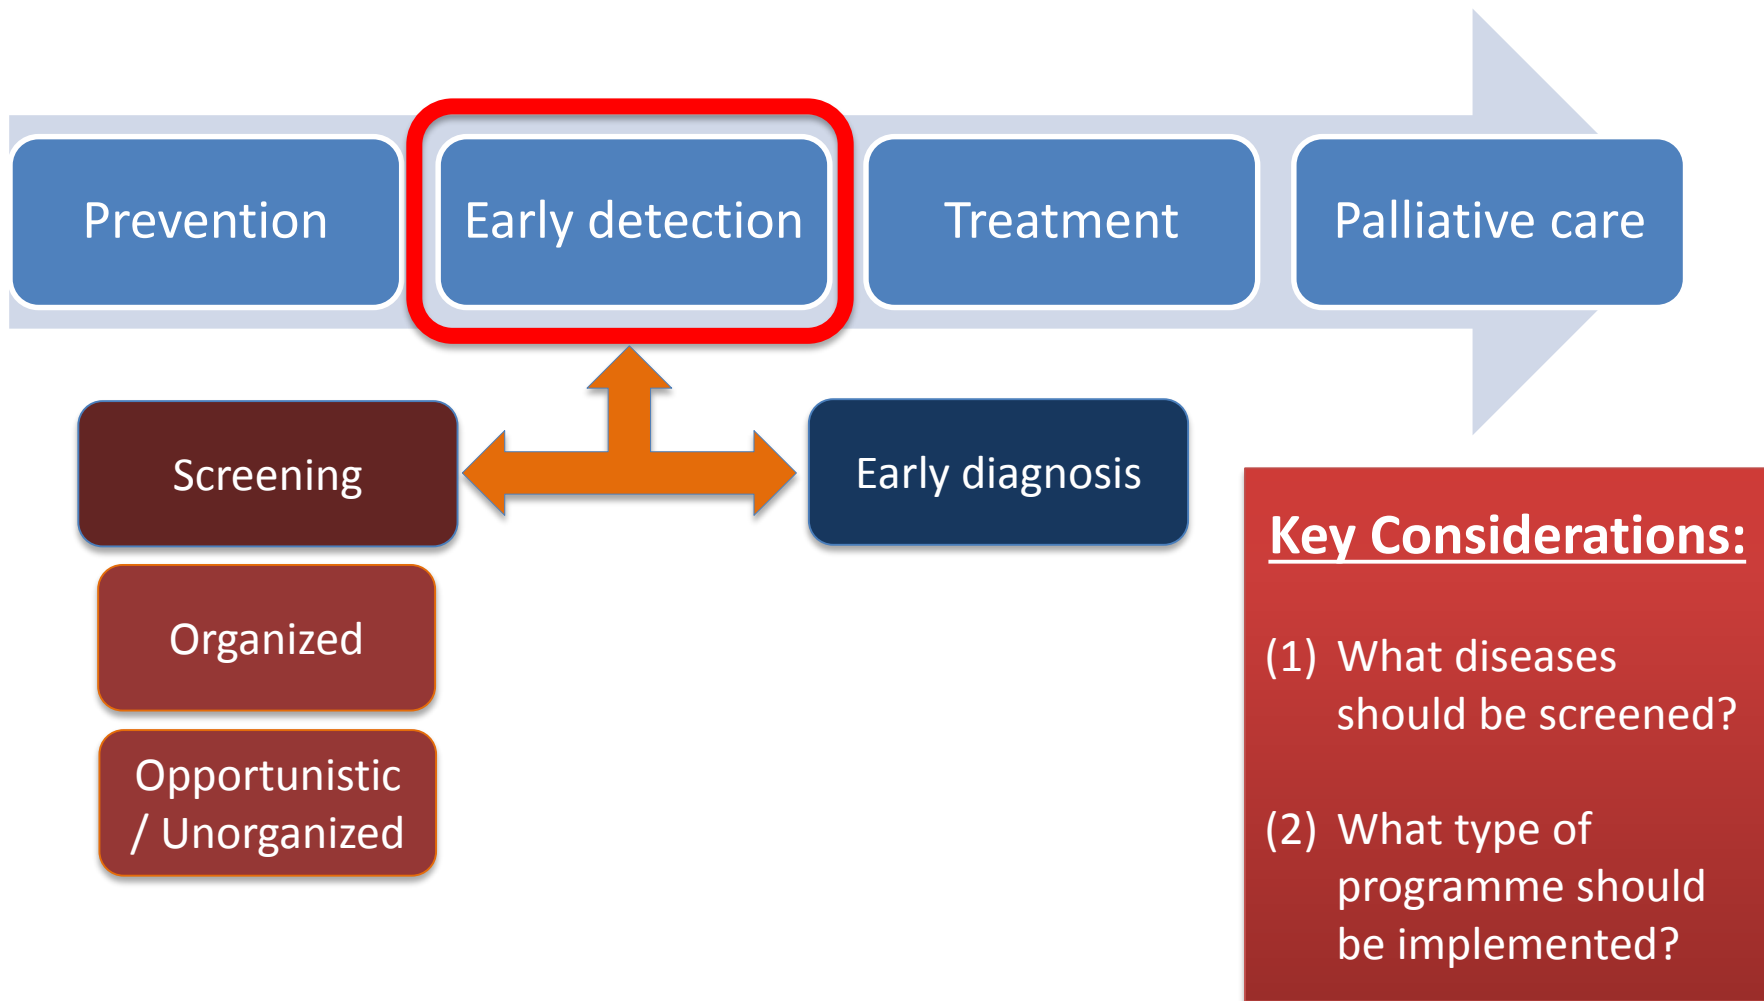 Prevention
Early detection
Treatment
Palliative care
Screening
Early diagnosis
Organized
Opportunistic
/ Unorganized
Key Considerations:
(1) What diseases
should be screened?
(2) What type of
programme should
be implemented?